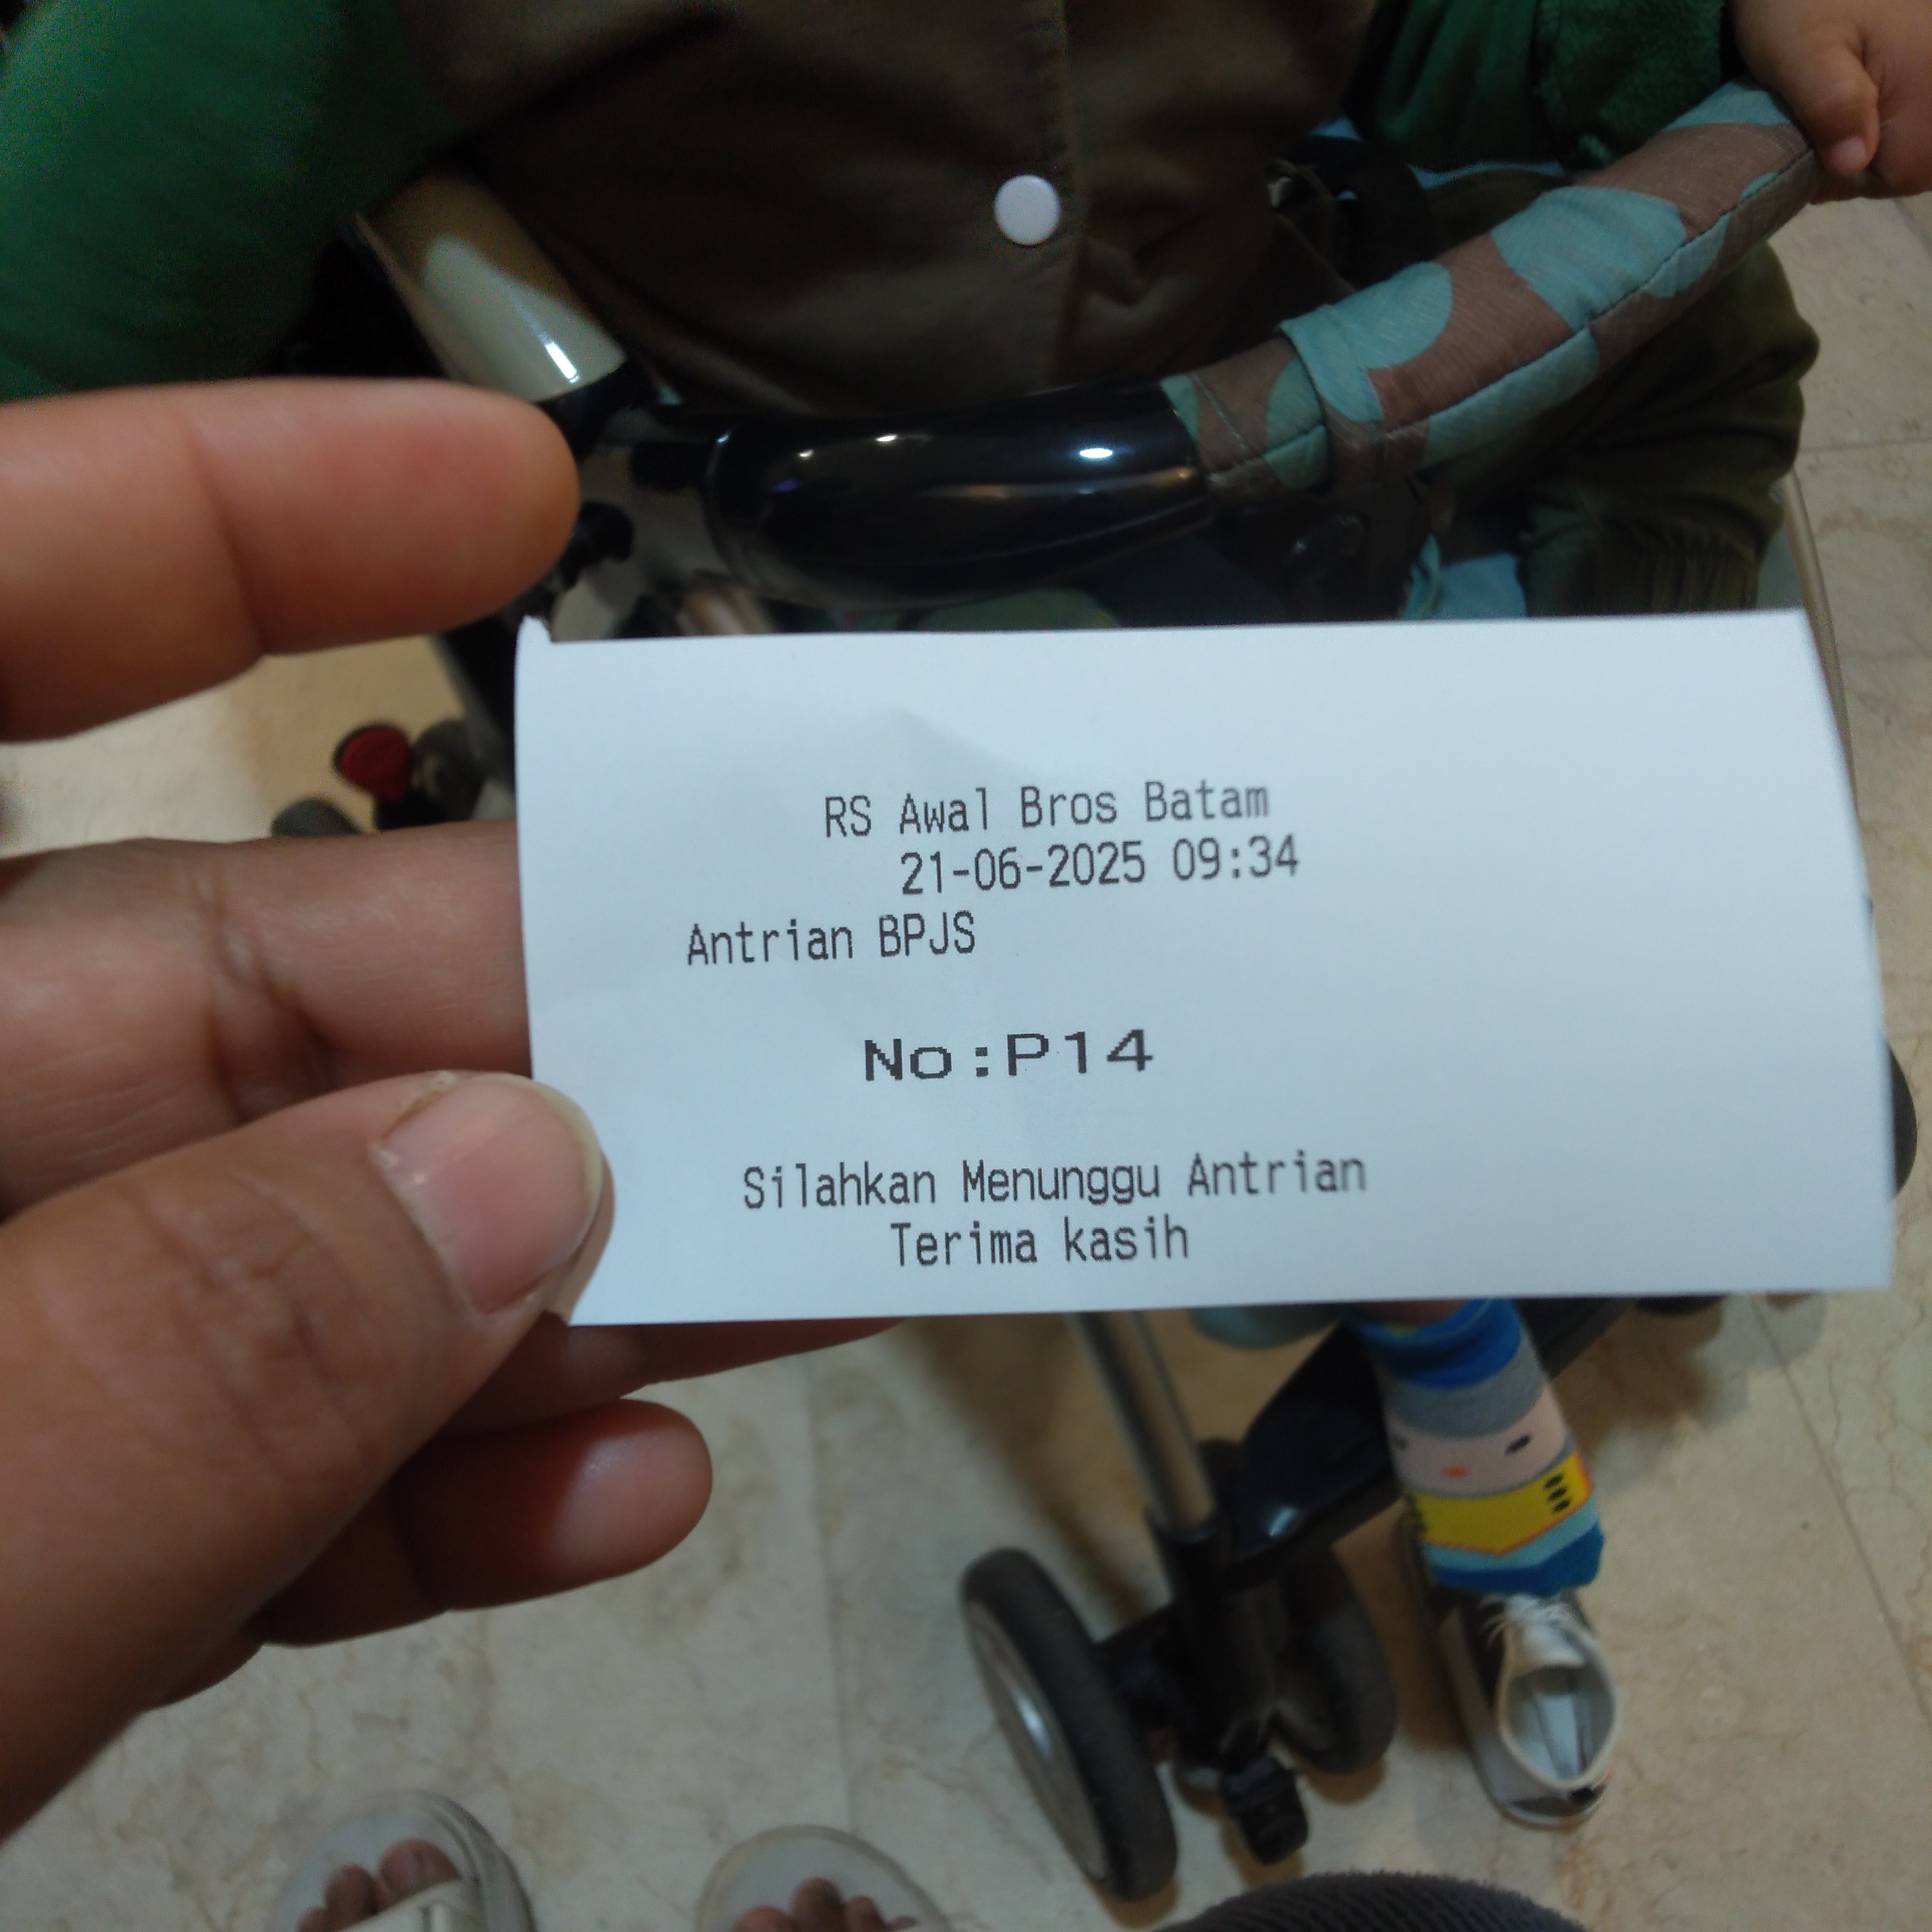 RS Awal Bros Batam
21-06-2025 09:34
Antrian BPJS
No:P14
Silahkan Menunggu Antrian
Terima kasih